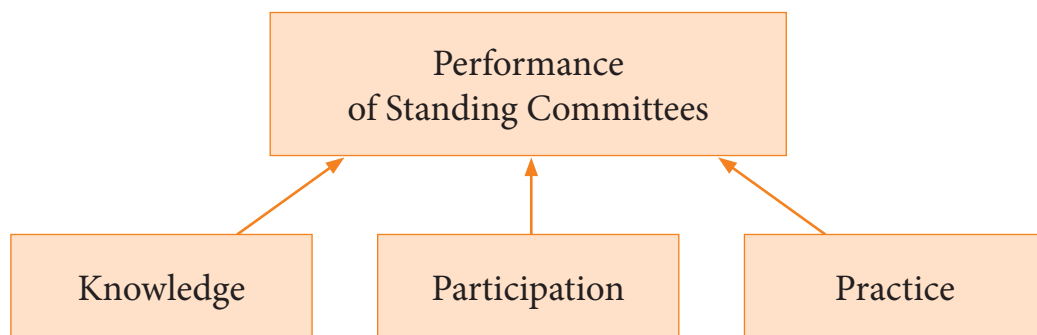 Performance
of Standing Committees
Knowledge
Participation
Practice